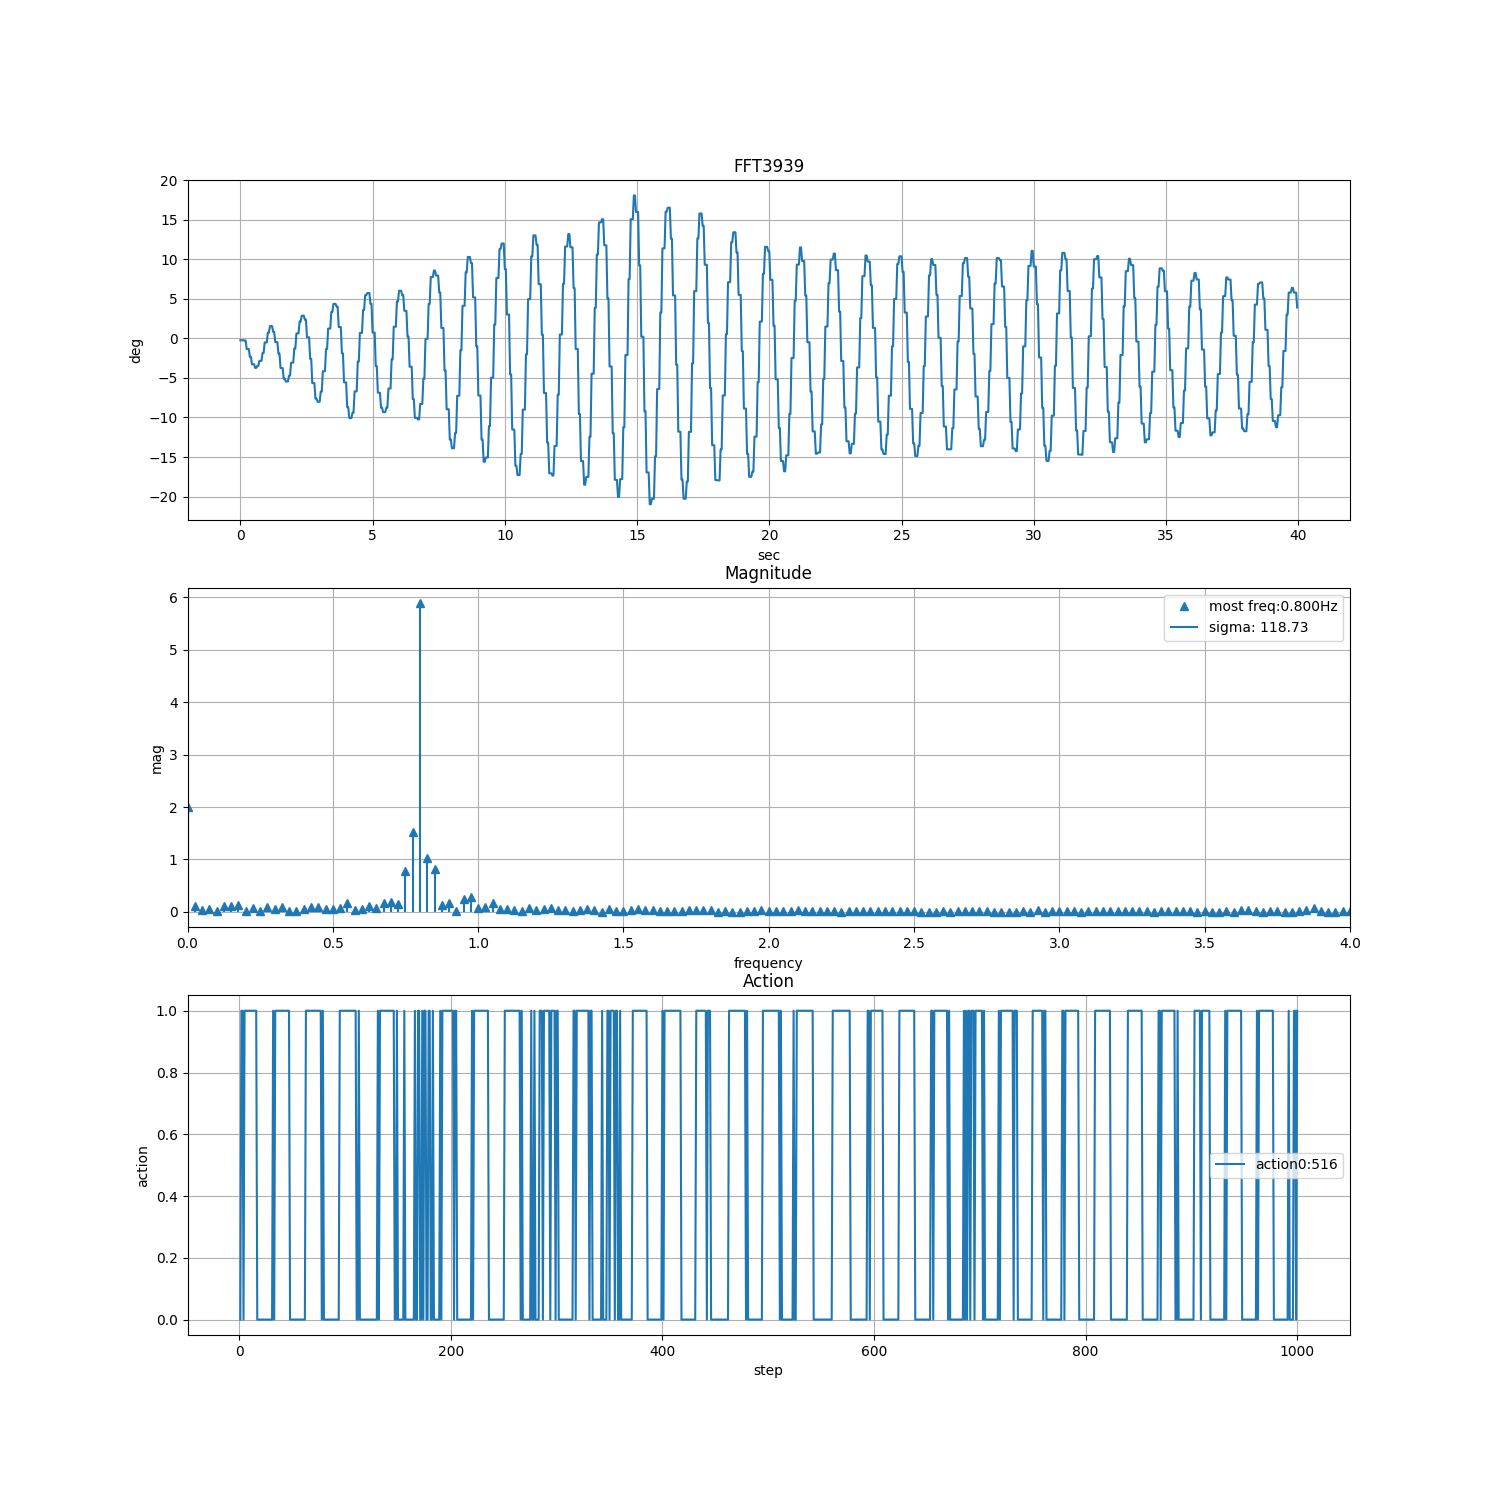 FFT3939
20
15
10
5
0
−5
−10
−15
−20
deg
0 5 10 15 20 25 30 35 40
sec
Magnitude
6
5
4
3
2
1
0
mag
most freq:0.800Hz
sigma: 118.73
0.0 0.5 1.0 1.5 2.0 2.5 3.0 3.5 4.0
frequency
Action
1.0
0.8
0.6
0.4
0.2
0.0
action
action0:516
0 200 400 600 800 1000
step